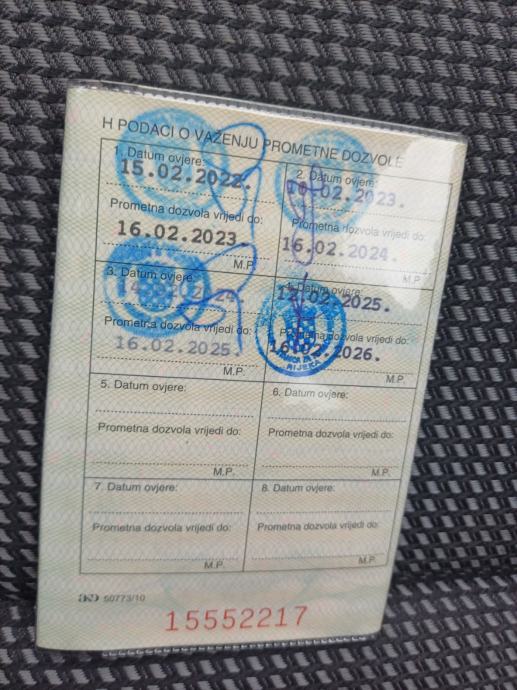 H PODACI O VAŽENJU PROMETNE DOZVOLE
1. Datum ovjere:
15.02.2022.
Prometna dozvola vrijedi do:
16.02.2023
M.P.
2. Datum ovjere:
.02.2023.
Prometna dozvola vrijedi do:
16.02.2024.
M.P.
3. Datum ovjere:
Prometna dozvola vrijedi do:
16.02.2025.
M.P.
4. Datum ovjere:
12.02.2025.
Prometna dozvola vrijedi do:
16.02.2026.
RIJEKA
M.P.
5. Datum ovjere:
Prometna dozvola vrijedi do:
M.P.
6. Datum ovjere:
Prometna dozvola vrijedi do:
M.P.
7. Datum ovjere:
Prometna dozvola vrijedi do:
M.P.
8. Datum ovjere:
Prometna dozvola vrijedi do:
M.P.
50773/10
15552217